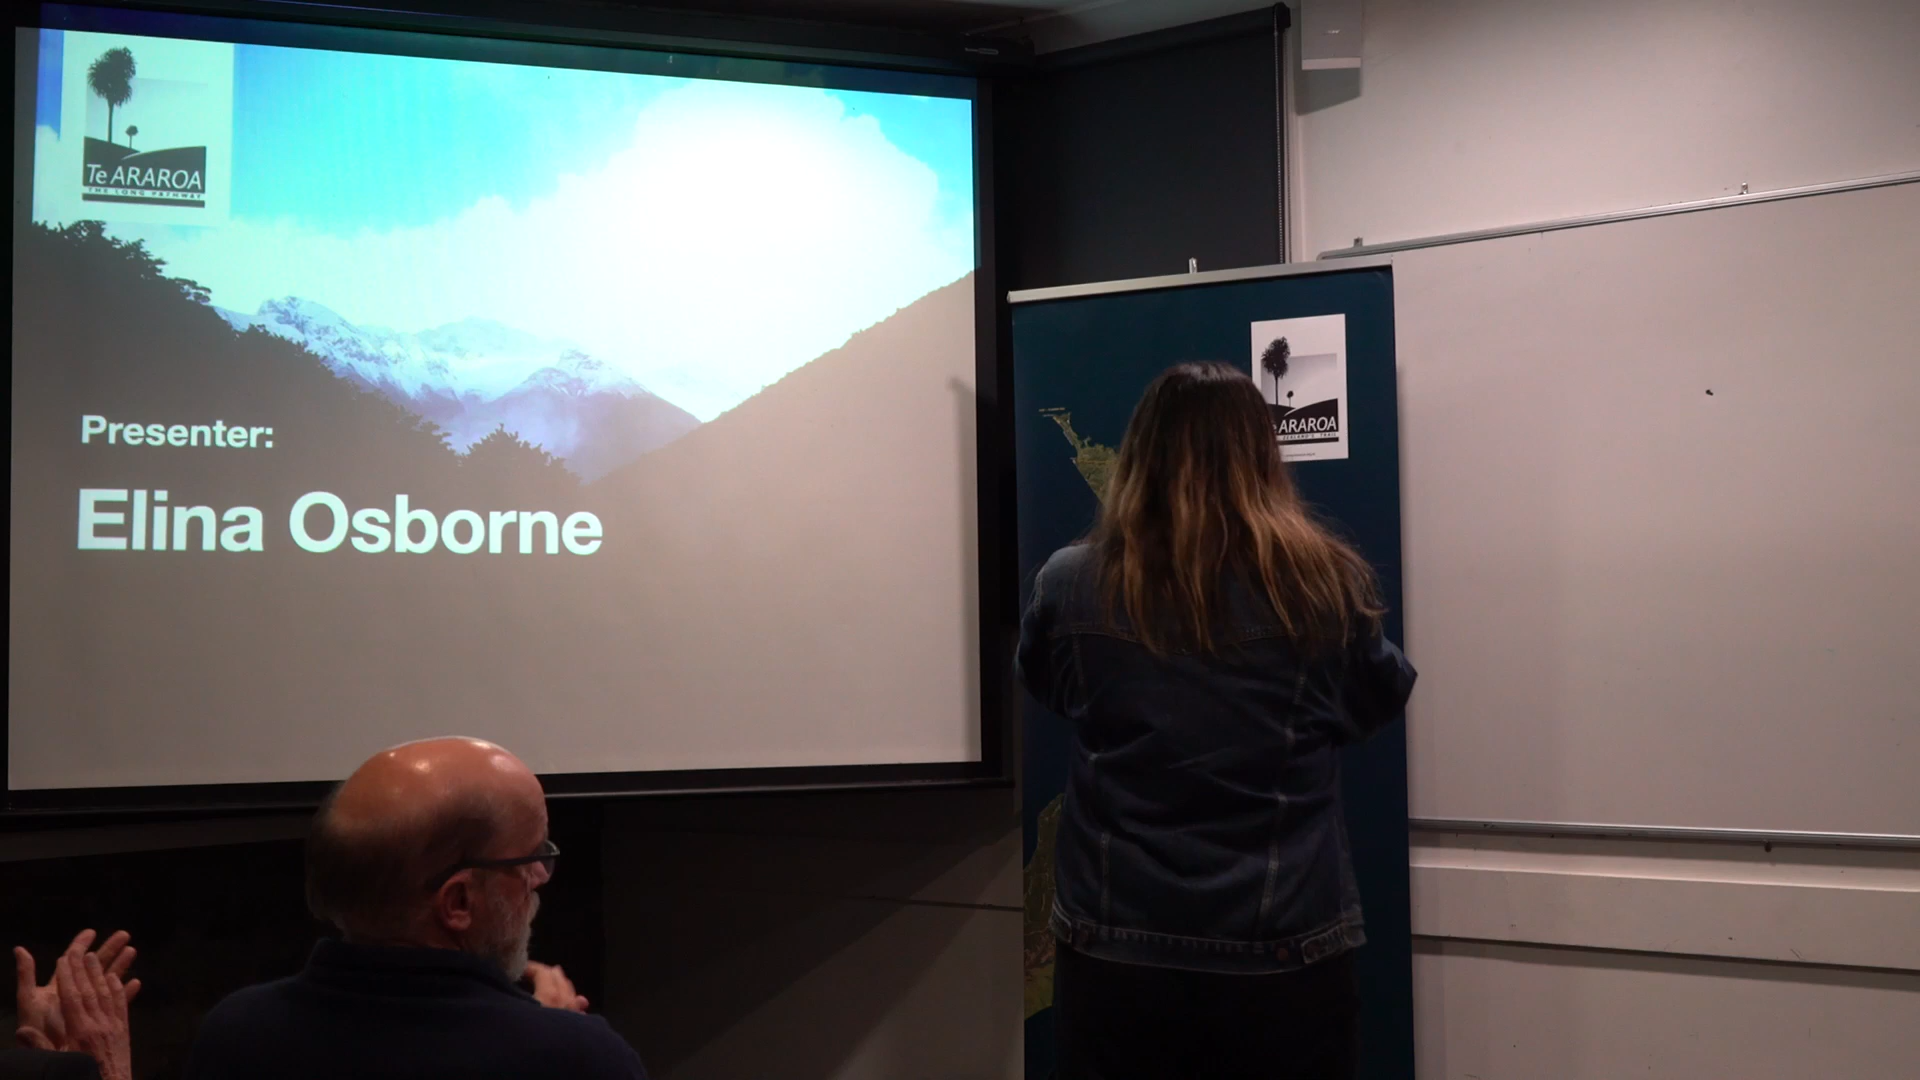 Te ARAROA
THE LONG PATHWAY
Presenter:
Elina Osborne
ARAROA